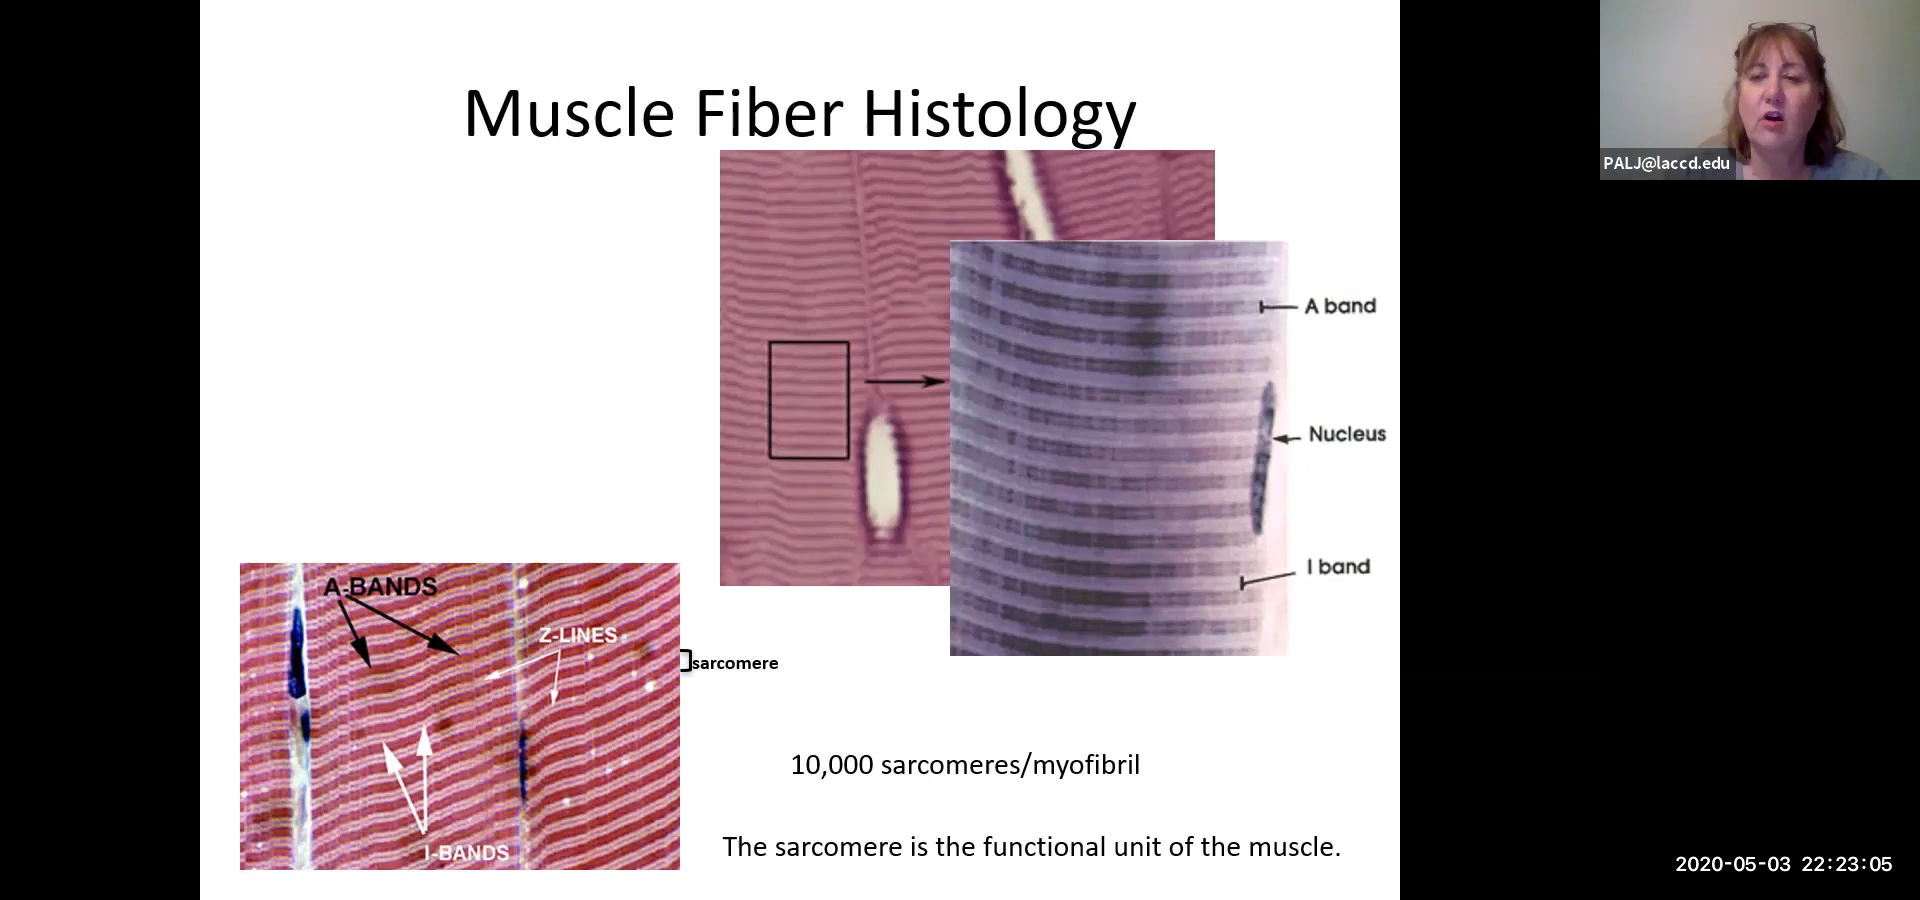 Muscle Fiber Histology
PALJ@laccd.edu
A band
Nucleus
I band
A-BANDS
Z-LINES
sarcomere
I-BANDS
10,000 sarcomeres/myofibril
The sarcomere is the functional unit of the muscle.
2020-05-03 22:23:05